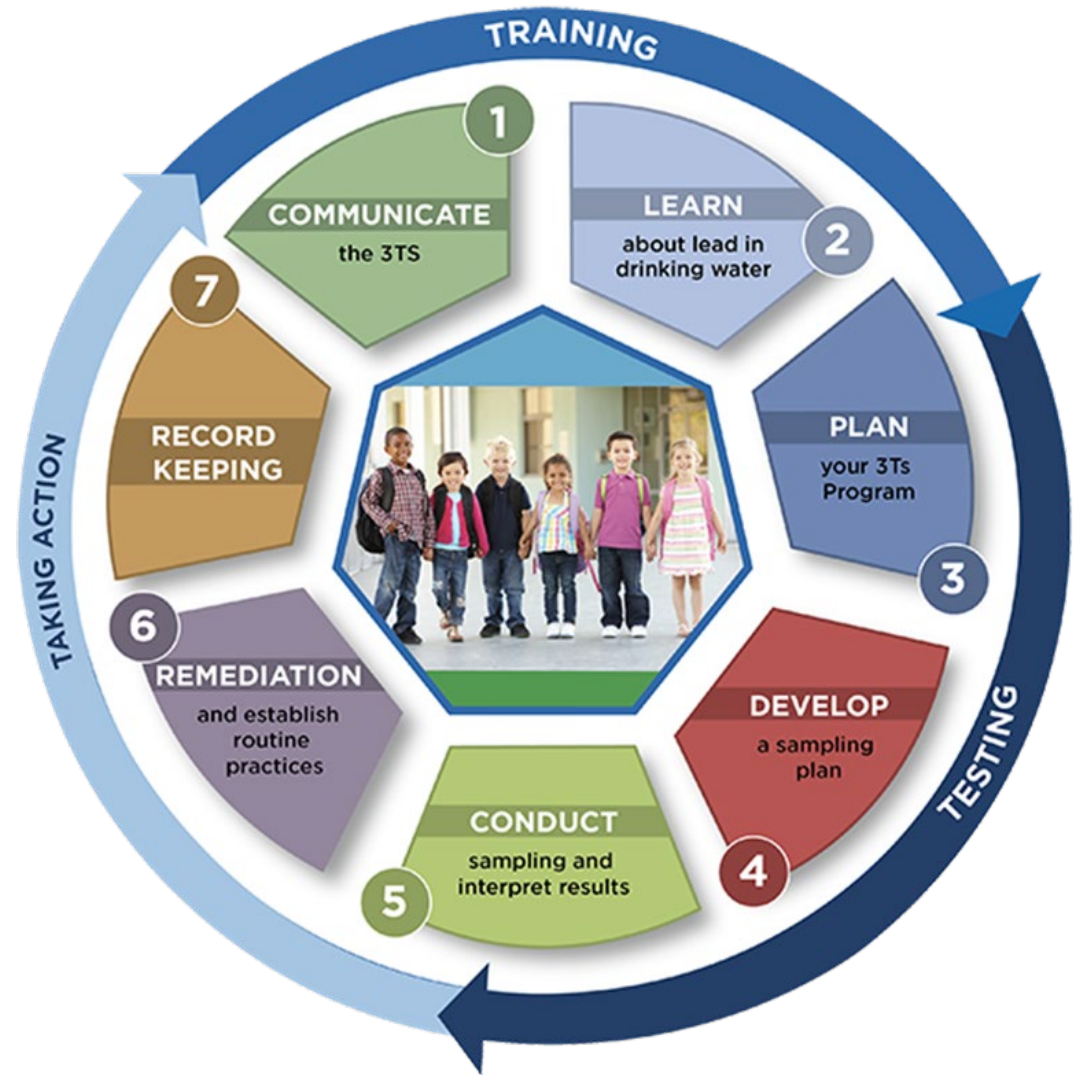 TRAINING
1
COMMUNICATE
the 3TS
2
LEARN
about lead in
drinking water
3
PLAN
your 3Ts
Program
4
DEVELOP
a sampling
plan
TESTING
5
CONDUCT
sampling and
interpret results
6
REMEDIATION
and establish
routine
practices
7
RECORD
KEEPING
TAKING ACTION